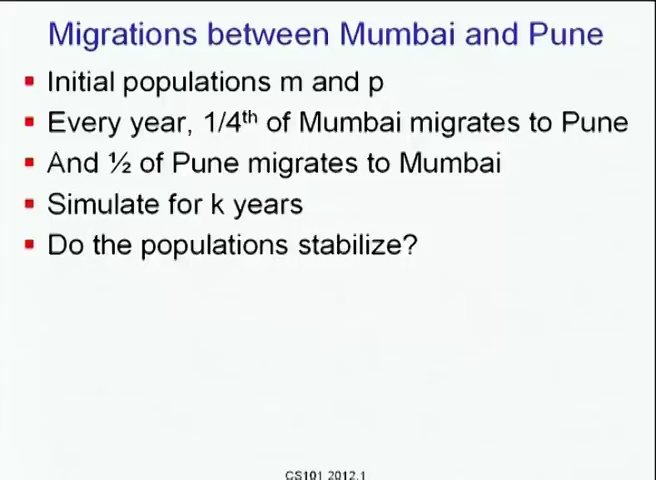 Migrations between Mumbai and Pune
Initial populations m and p
Every year, 1/4th of Mumbai migrates to Pune
And ½ of Pune migrates to Mumbai
Simulate for k years
Do the populations stabilize?
CS101 2012.1